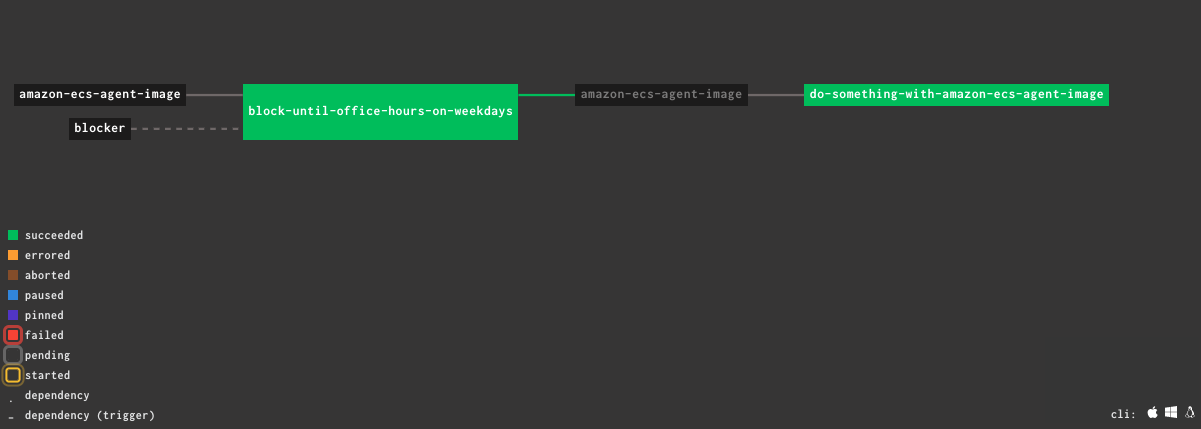 amazon-ecs-agent-image
block-until-office-hours-on-weekdays
amazon-ecs-agent-image
do-something-with-amazon-ecs-agent-image
blocker
succeeded
errored
aborted
paused
pinned
failed
pending
started
dependency
dependency (trigger)
cli: